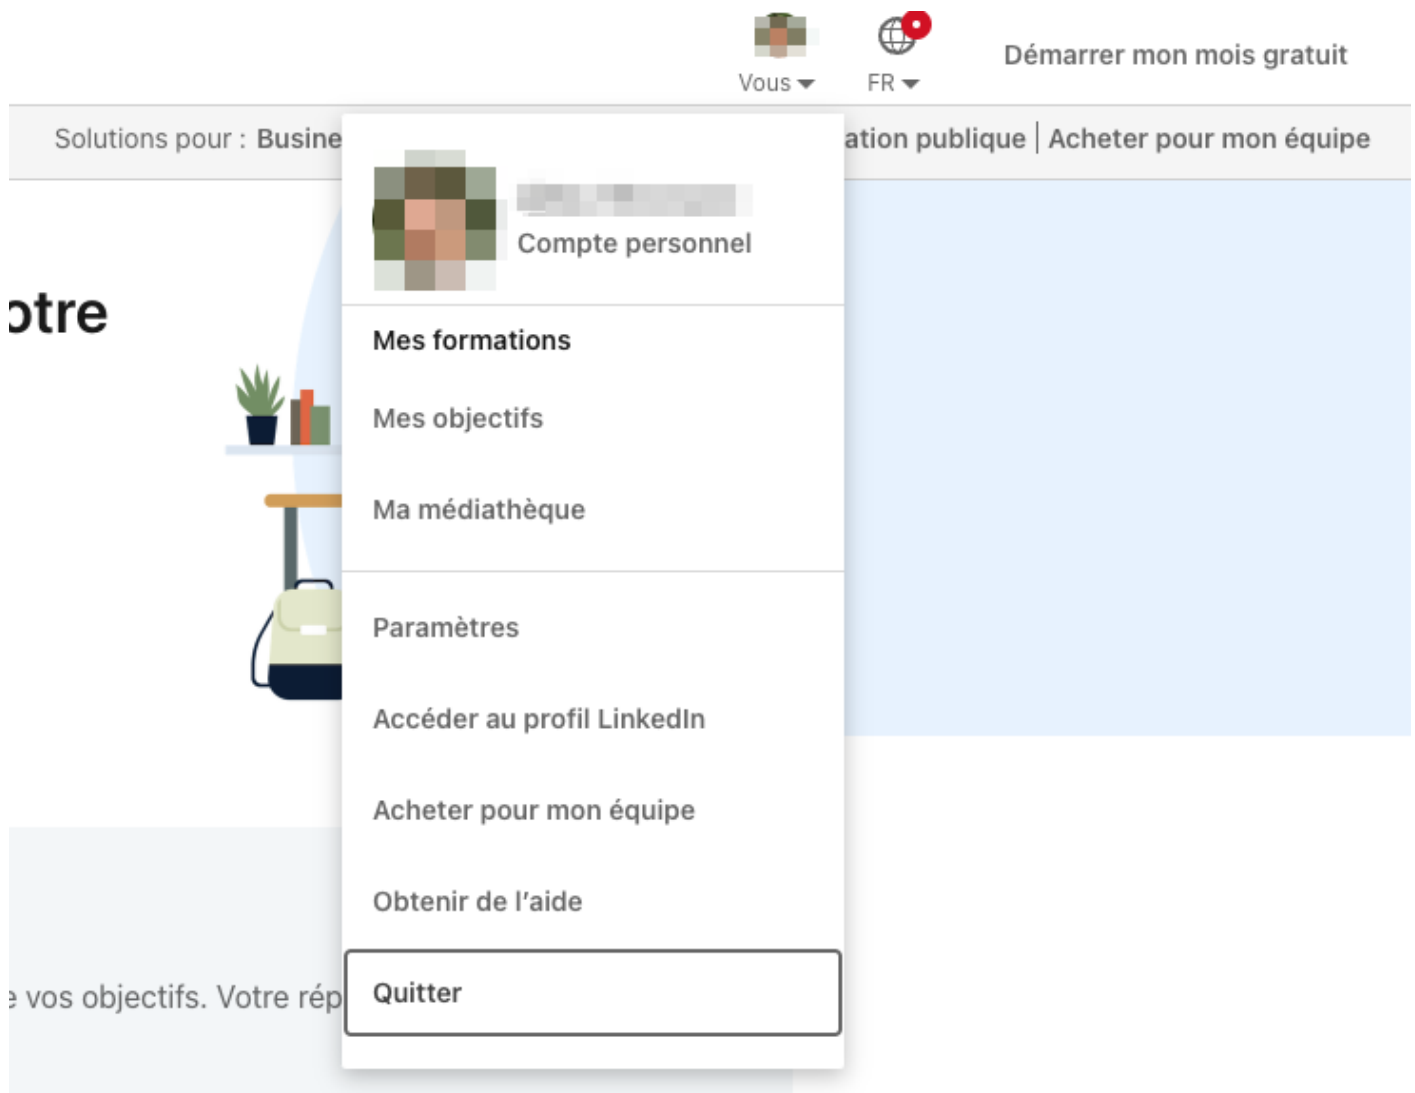 Vous
FR
Démarrer mon mois gratuit
Solutions pour : Busine
ation publique | Acheter pour mon équipe
Compte personnel
otre
Mes formations
Mes objectifs
Ma médiathèque
Paramètres
Accéder au profil LinkedIn
Acheter pour mon équipe
Obtenir de l'aide
Quitter
e vos objectifs. Votre rép